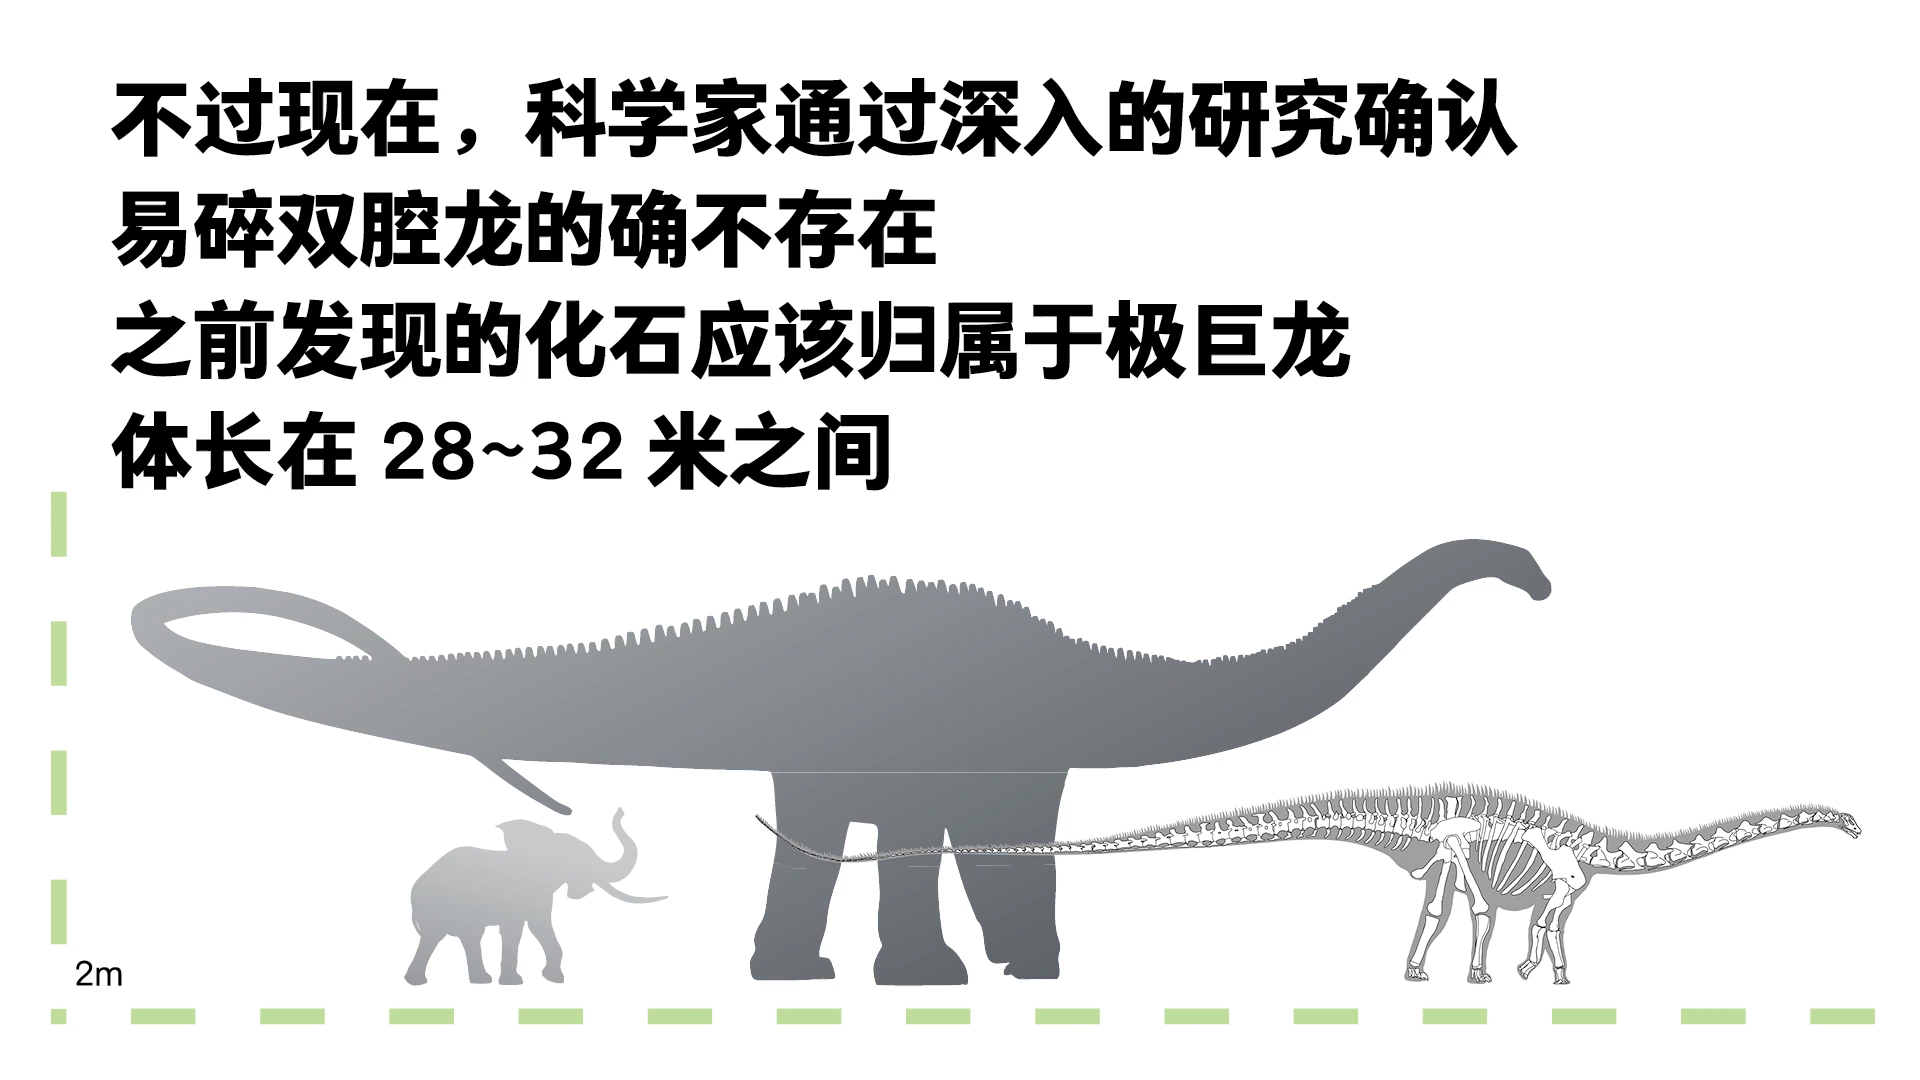 不过现在，科学家通过深入的研究确认
易碎双腔龙的确不存在
之前发现的化石应该归属于极巨龙
体长在 28~32 米之间
2m